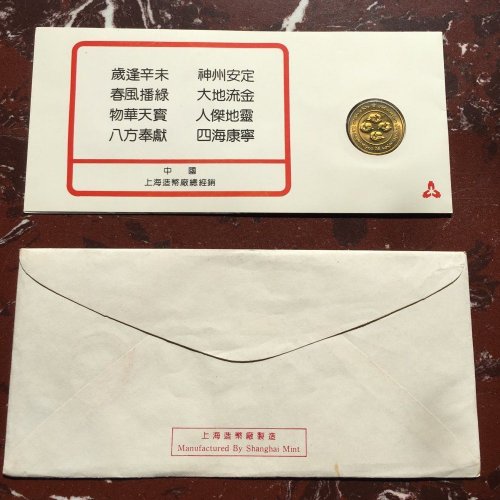 歲逢辛未 神州安定
春風播綠 大地流金
物華天寶 人傑地靈
八方奉獻 四海康寧
中國
上海造幣廠總經銷
上海造幣廠製造
Manufactured By Shanghai Mint